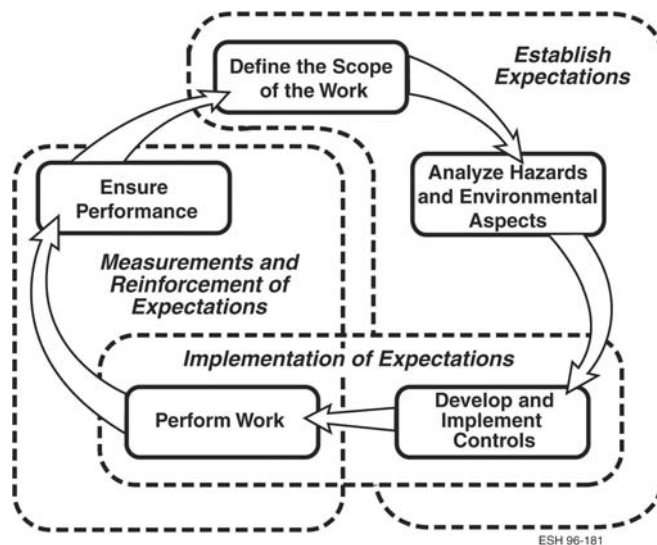 Define the Scope
of the Work
Establish
Expectations
Analyze Hazards
and Environmental
Aspects
Ensure
Performance
Measurements and
Reinforcement of
Expectations
Implementation of Expectations
Perform Work
Develop and
Implement
Controls
ESH 96-181